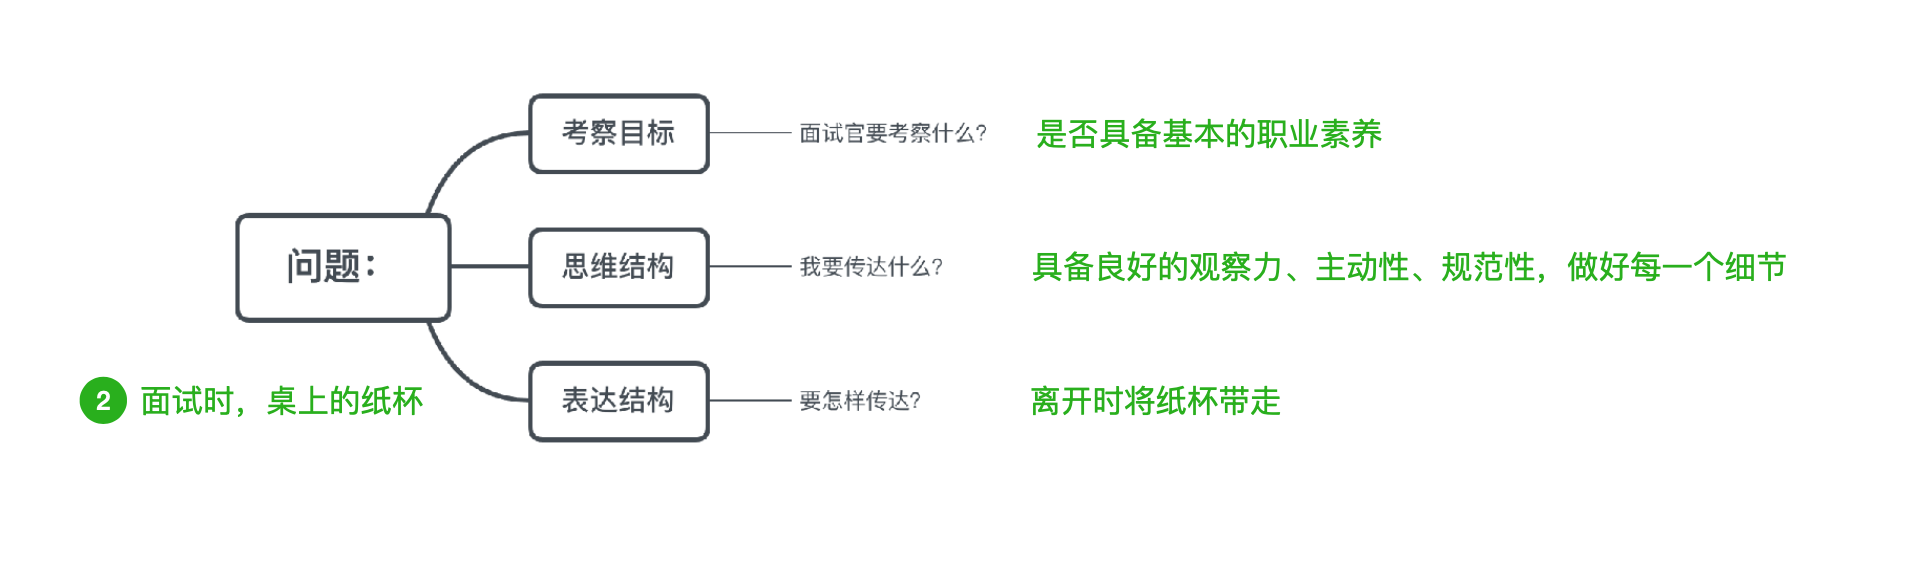 考察目标
面试官要考察什么?
是否具备基本的职业素养
问题：
思维结构
我要传达什么?
具备良好的观察力、主动性、规范性，做好每一个细节
2 面试时，桌上的纸杯
表达结构
要怎样传达?
离开时将纸杯带走